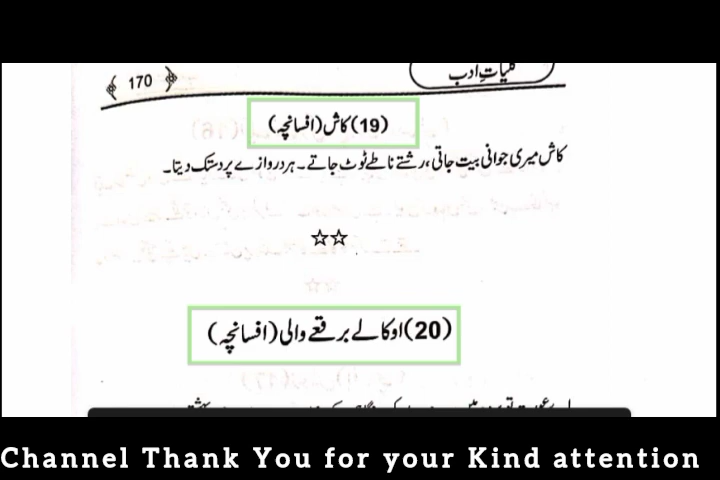 کلیاتِ ادب
170
(19) کاش (افسانچہ)
کاش میری جوانی بیت جاتی، رشتے ناطے ٹوٹ جاتے۔ ہر دروازے پر دستک دیتا۔
☆☆
(20) او کالے برقعے والی (افسانچہ)
Channel Thank You for your Kind attention